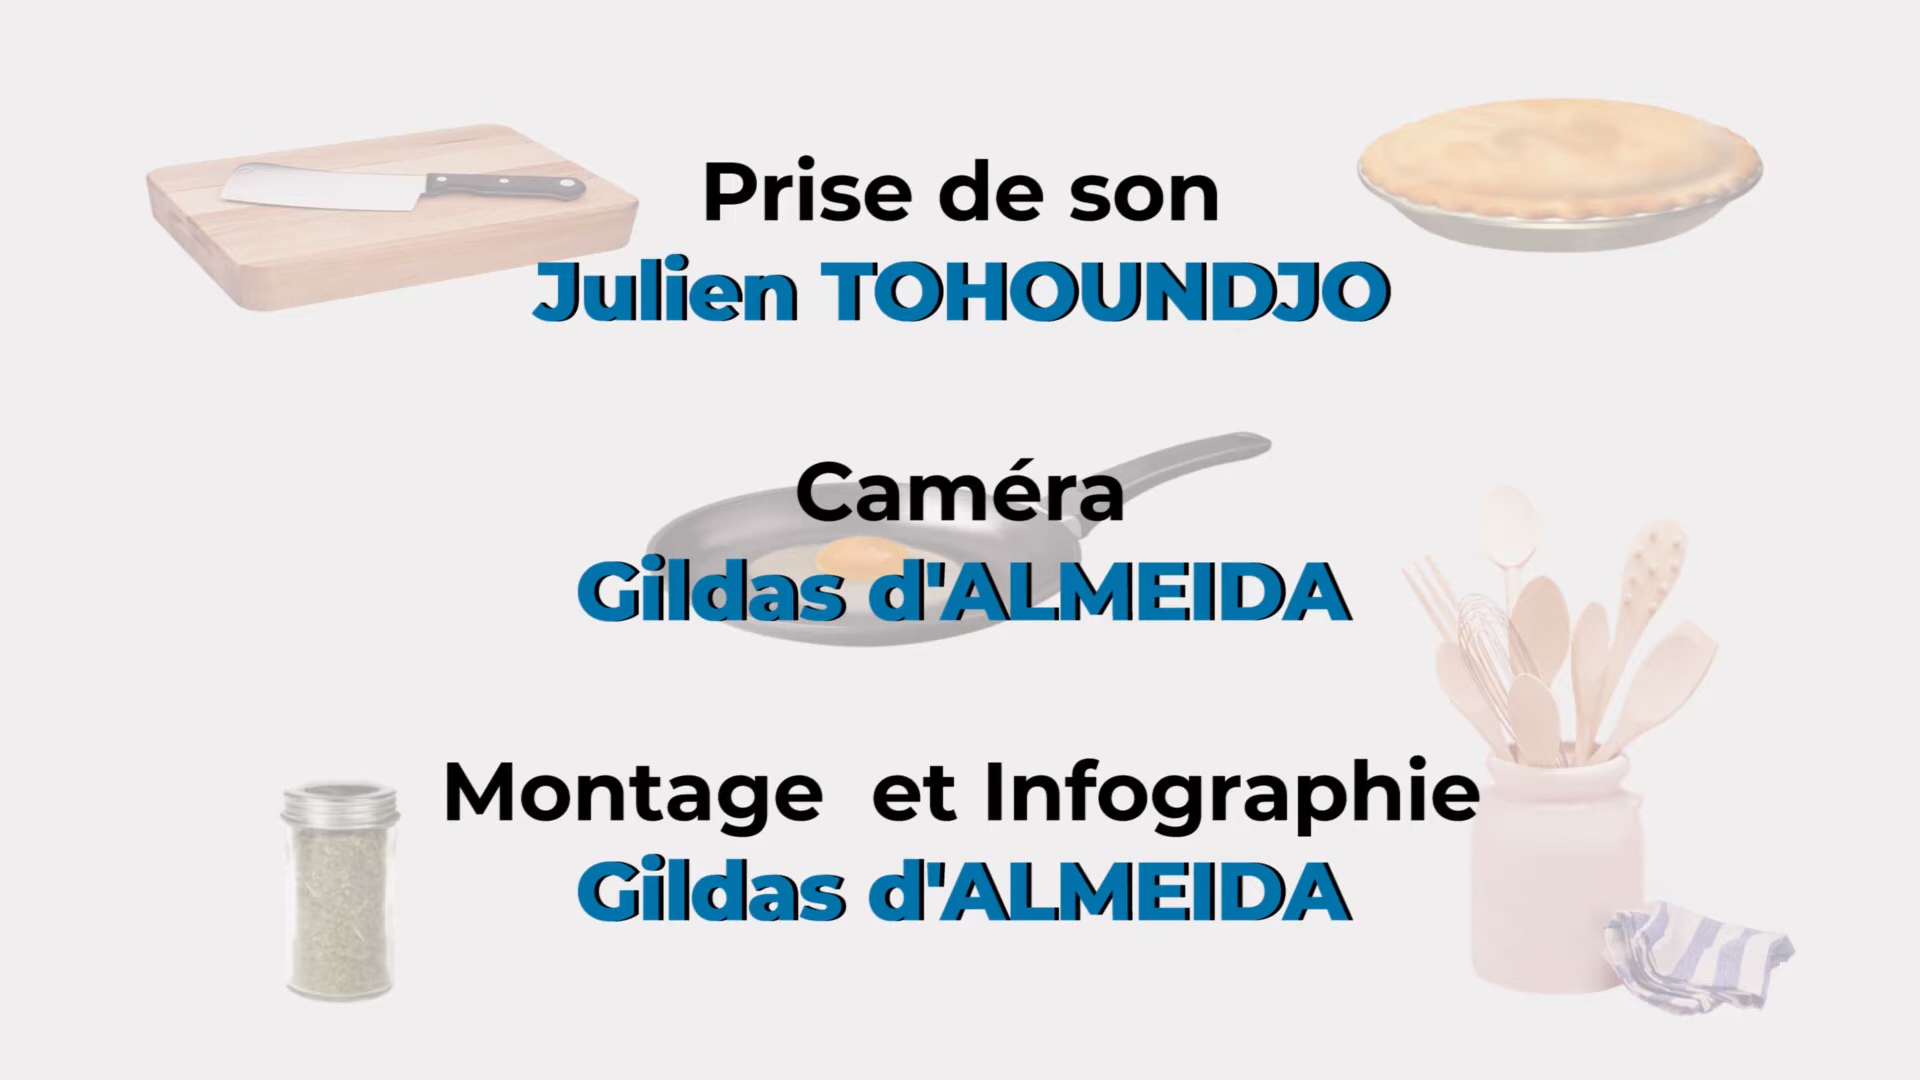 Prise de son
Julien TOHOUNDJO
Caméra
Gildas d'ALMEIDA
Montage  et Infographie
Gildas d'ALMEIDA